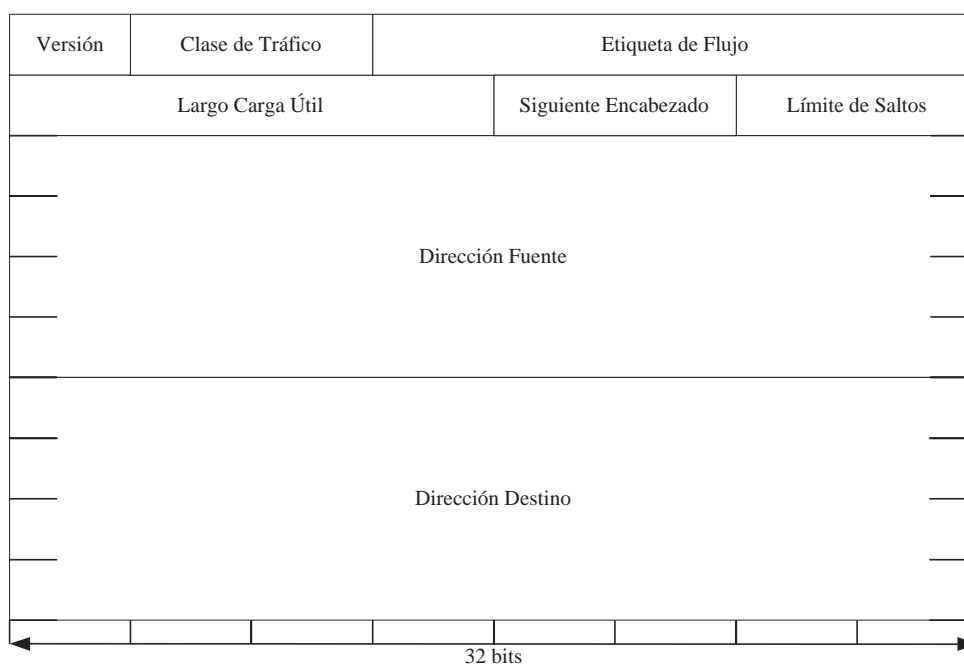 Versión
Clase de Tráfico
Etiqueta de Flujo
Largo Carga Útil
Siguiente Encabezado
Límite de Saltos
Dirección Fuente
Dirección Destino
32 bits